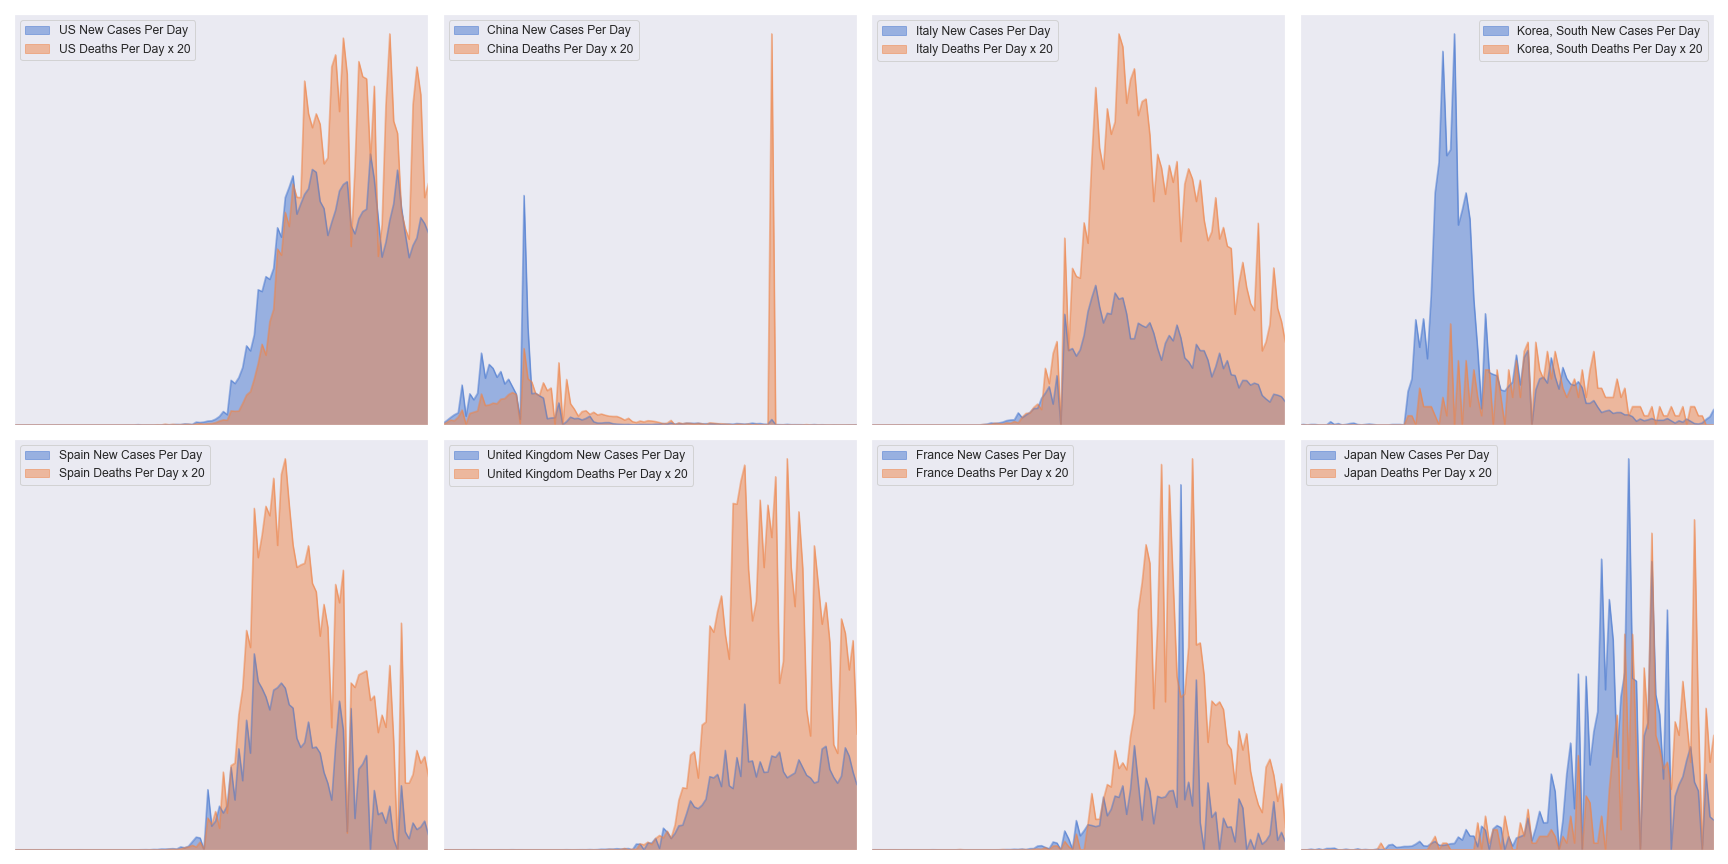 US New Cases Per Day
US Deaths Per Day x 20
China New Cases Per Day
China Deaths Per Day x 20
Italy New Cases Per Day
Italy Deaths Per Day x 20
Korea, South New Cases Per Day
Korea, South Deaths Per Day x 20
Spain New Cases Per Day
Spain Deaths Per Day x 20
United Kingdom New Cases Per Day
United Kingdom Deaths Per Day x 20
France New Cases Per Day
France Deaths Per Day x 20
Japan New Cases Per Day
Japan Deaths Per Day x 20